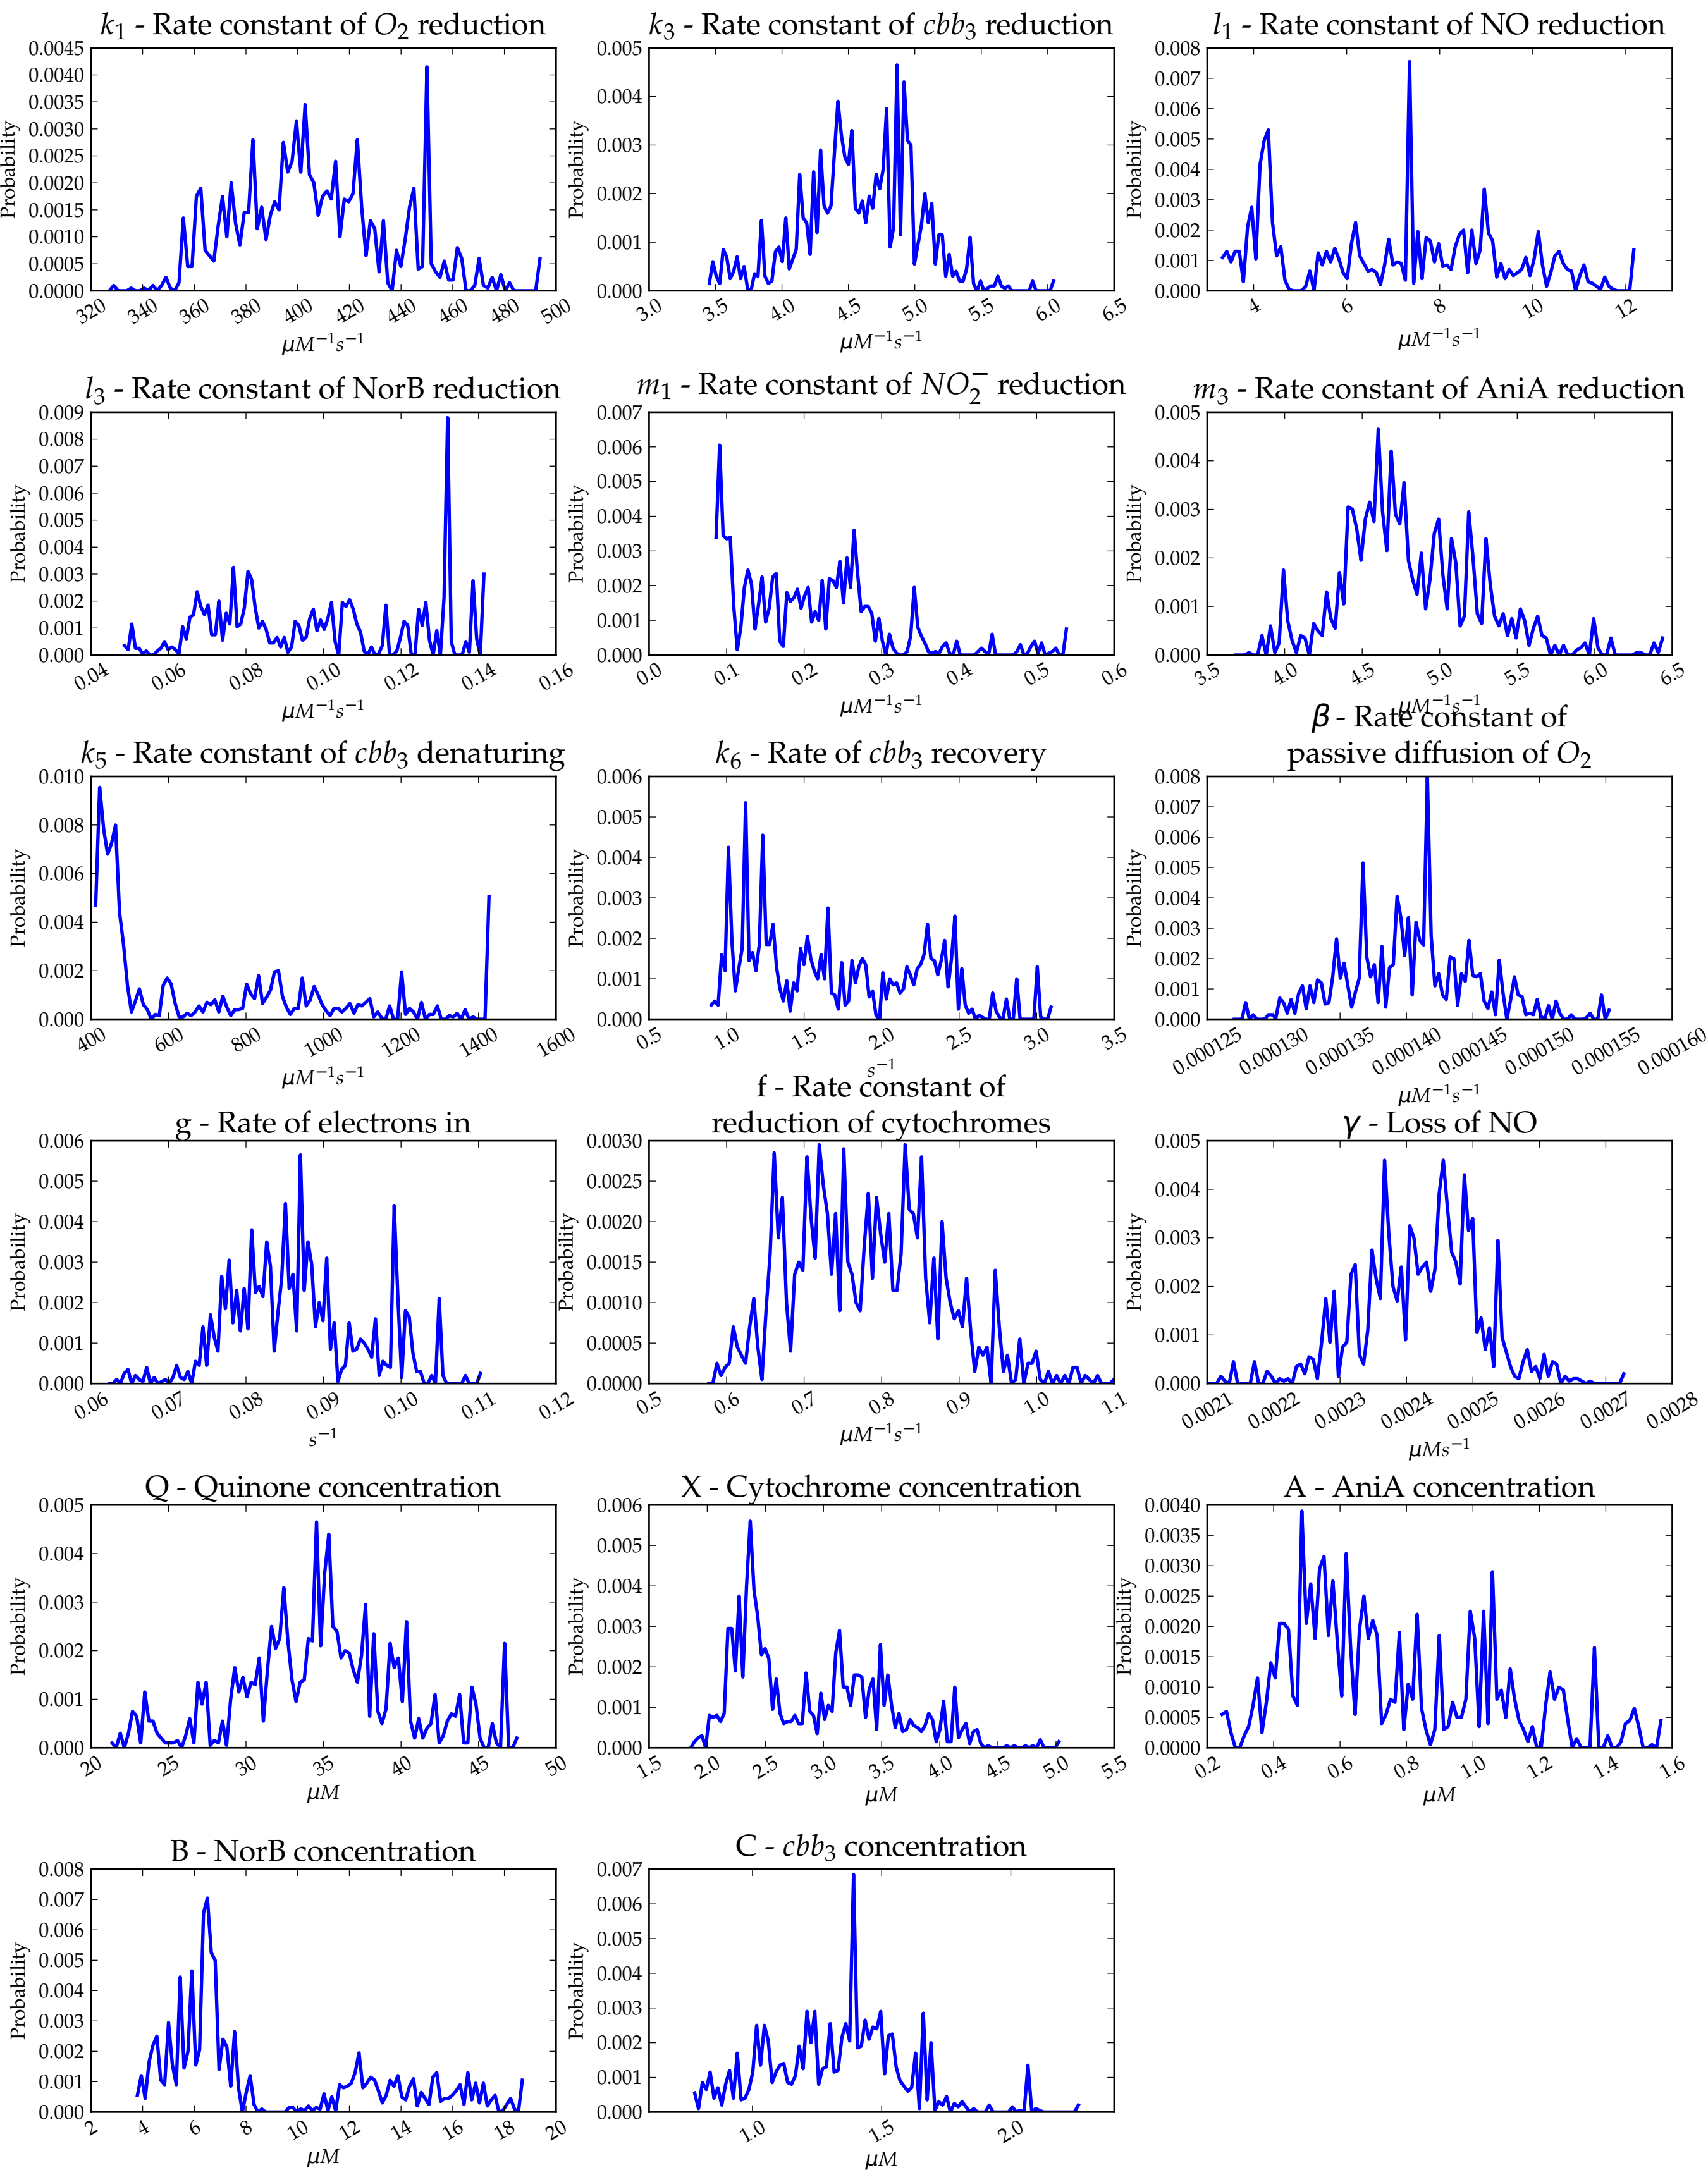 k₁ - Rate constant of O₂ reduction
0.0045
0.0040
0.0035
0.0030
0.0025
0.0020
0.0015
0.0010
0.0005
0.0000
Probability
320 340 360 380 400 420 440 460 480 500
μM⁻¹s⁻¹
k₃ - Rate constant of cbb₃ reduction
0.005
0.004
0.003
0.002
0.001
0.000
Probability
3.0 3.5 4.0 4.5 5.0 5.5 6.0 6.5
μM⁻¹s⁻¹
l₁ - Rate constant of NO reduction
0.008
0.007
0.006
0.005
0.004
0.003
0.002
0.001
0.000
Probability
4 6 8 10 12
μM⁻¹s⁻¹
l₃ - Rate constant of NorB reduction
0.009
0.008
0.007
0.006
0.005
0.004
0.003
0.002
0.001
0.000
Probability
0.04 0.06 0.08 0.10 0.12 0.14 0.16
μM⁻¹s⁻¹
m₁ - Rate constant of NO₂⁻ reduction
0.007
0.006
0.005
0.004
0.003
0.002
0.001
0.000
Probability
0.0 0.1 0.2 0.3 0.4 0.5 0.6
μM⁻¹s⁻¹
m₃ - Rate constant of AniA reduction
0.005
0.004
0.003
0.002
0.001
0.000
Probability
3.5 4.0 4.5 5.0 5.5 6.0 6.5
μM⁻¹s⁻¹
k₅ - Rate constant of cbb₃ denaturing
0.010
0.008
0.006
0.004
0.002
0.000
Probability
400 600 800 1000 1200 1400 1600
μM⁻¹s⁻¹
k₆ - Rate of cbb₃ recovery
0.006
0.005
0.004
0.003
0.002
0.001
0.000
Probability
0.5 1.0 1.5 2.0 2.5 3.0 3.5
s⁻¹
β - Rate constant of
passive diffusion of O₂
0.008
0.007
0.006
0.005
0.004
0.003
0.002
0.001
0.000
Probability
0.000125 0.000130 0.000135 0.000140 0.000145 0.000150 0.000155 0.000160
μM⁻¹s⁻¹
g - Rate of electrons in
0.006
0.005
0.004
0.003
0.002
0.001
0.000
Probability
0.06 0.07 0.08 0.09 0.10 0.11 0.12
s⁻¹
f - Rate constant of
reduction of cytochromes
0.0030
0.0025
0.0020
0.0015
0.0010
0.0005
0.0000
Probability
0.5 0.6 0.7 0.8 0.9 1.0 1.1
μM⁻¹s⁻¹
γ - Loss of NO
0.005
0.004
0.003
0.002
0.001
0.000
Probability
0.0021 0.0022 0.0023 0.0024 0.0025 0.0026 0.0027 0.0028
μMs⁻¹
Q - Quinone concentration
0.005
0.004
0.003
0.002
0.001
0.000
Probability
20 25 30 35 40 45 50
μM
X - Cytochrome concentration
0.006
0.005
0.004
0.003
0.002
0.001
0.000
Probability
1.5 2.0 2.5 3.0 3.5 4.0 4.5 5.0 5.5
μM
A - AniA concentration
0.0040
0.0035
0.0030
0.0025
0.0020
0.0015
0.0010
0.0005
0.0000
Probability
0.2 0.4 0.6 0.8 1.0 1.2 1.4 1.6
μM
B - NorB concentration
0.008
0.007
0.006
0.005
0.004
0.003
0.002
0.001
0.000
Probability
2 4 6 8 10 12 14 16 18 20
μM
C - cbb₃ concentration
0.007
0.006
0.005
0.004
0.003
0.002
0.001
0.000
Probability
1.0 1.5 2.0
μM